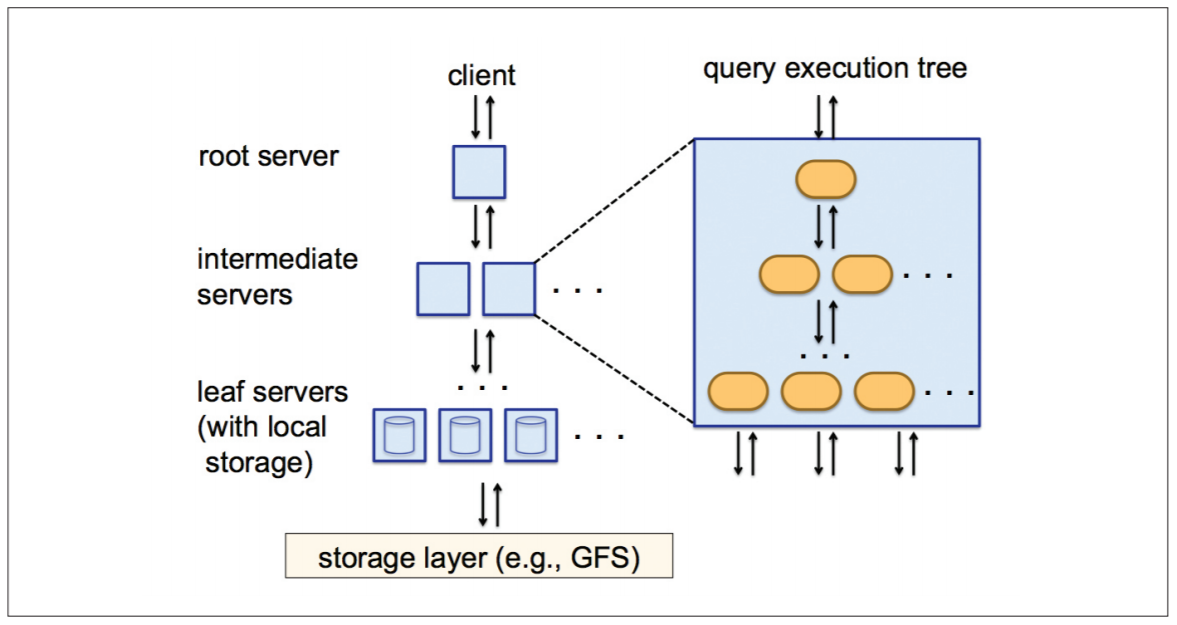 client
query execution tree
root server
intermediate
servers
leaf servers
(with local
storage)
storage layer (e.g., GFS)